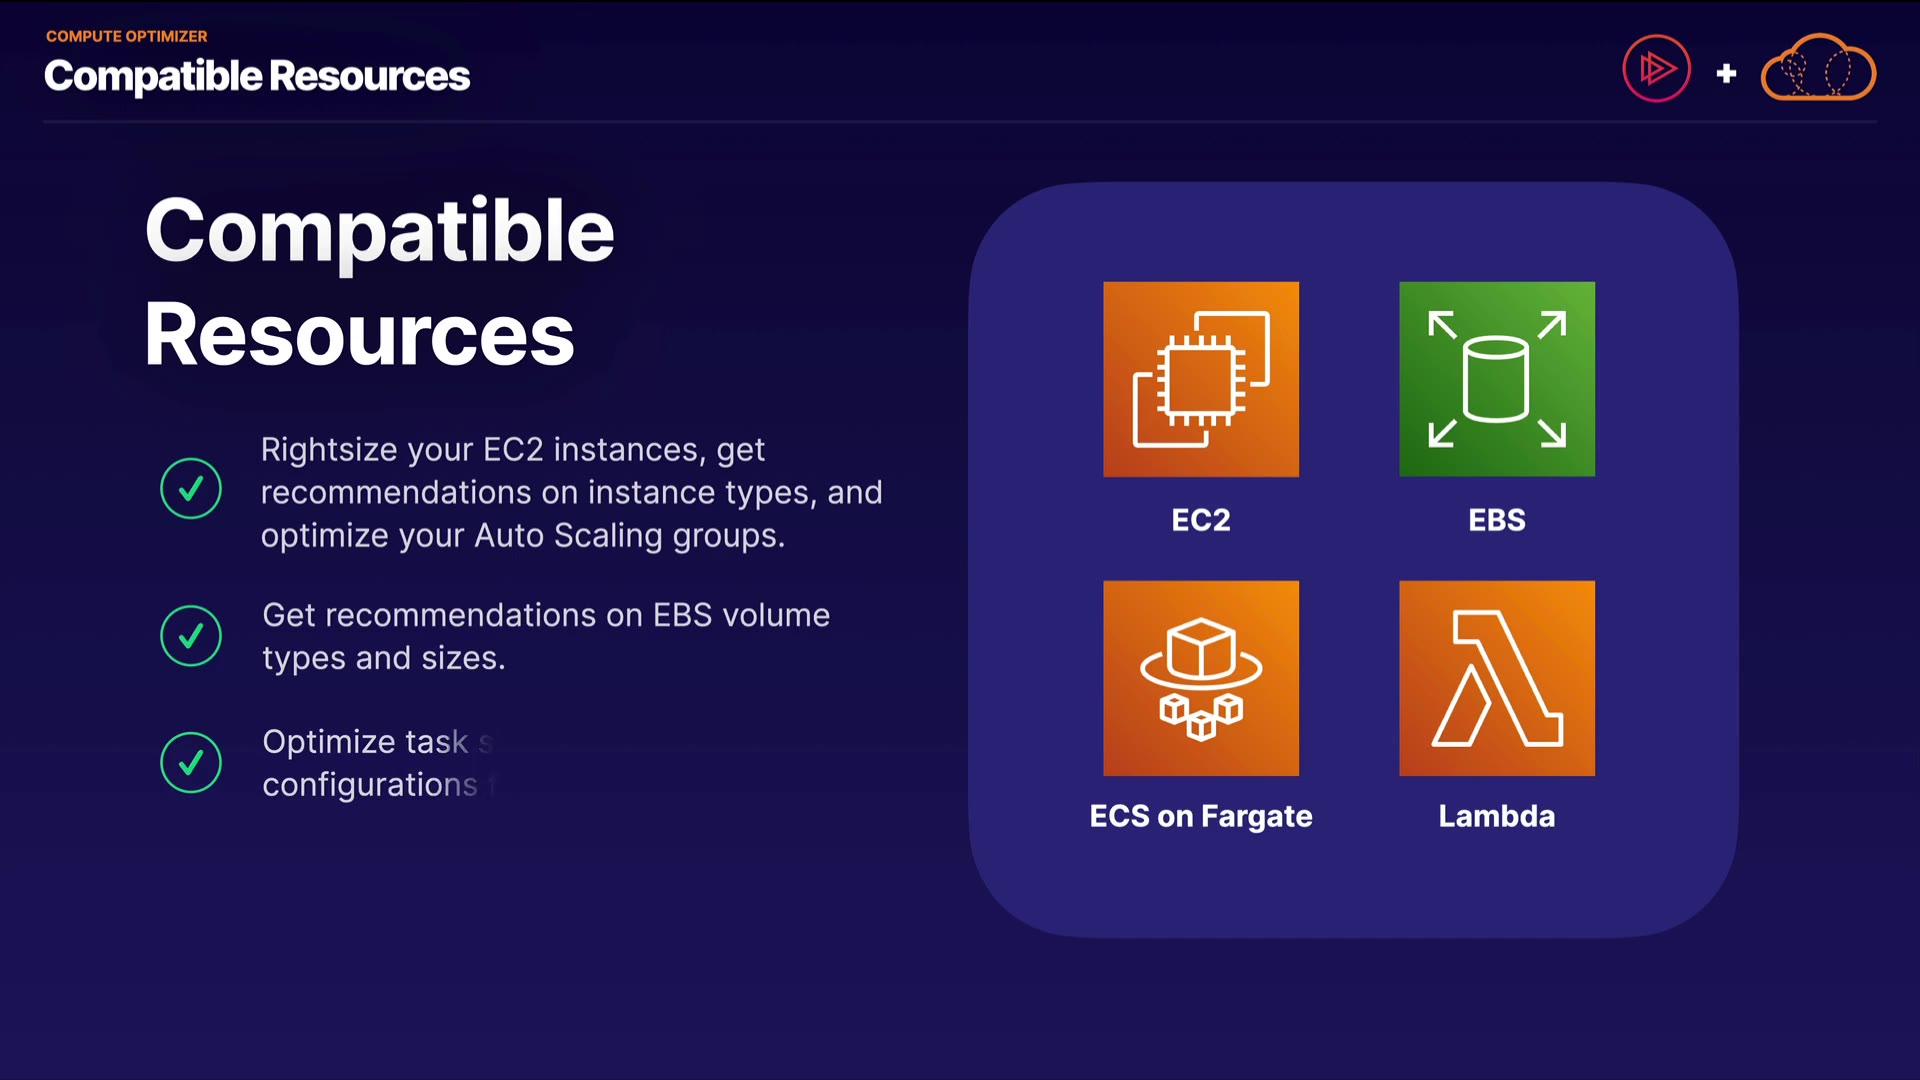 COMPUTE OPTIMIZER
Compatible Resources
Compatible
Resources
Rightsize your EC2 instances, get
recommendations on instance types, and
optimize your Auto Scaling groups.
Get recommendations on EBS volume
types and sizes.
Optimize task
configurations
EC2
EBS
ECS on Fargate
Lambda